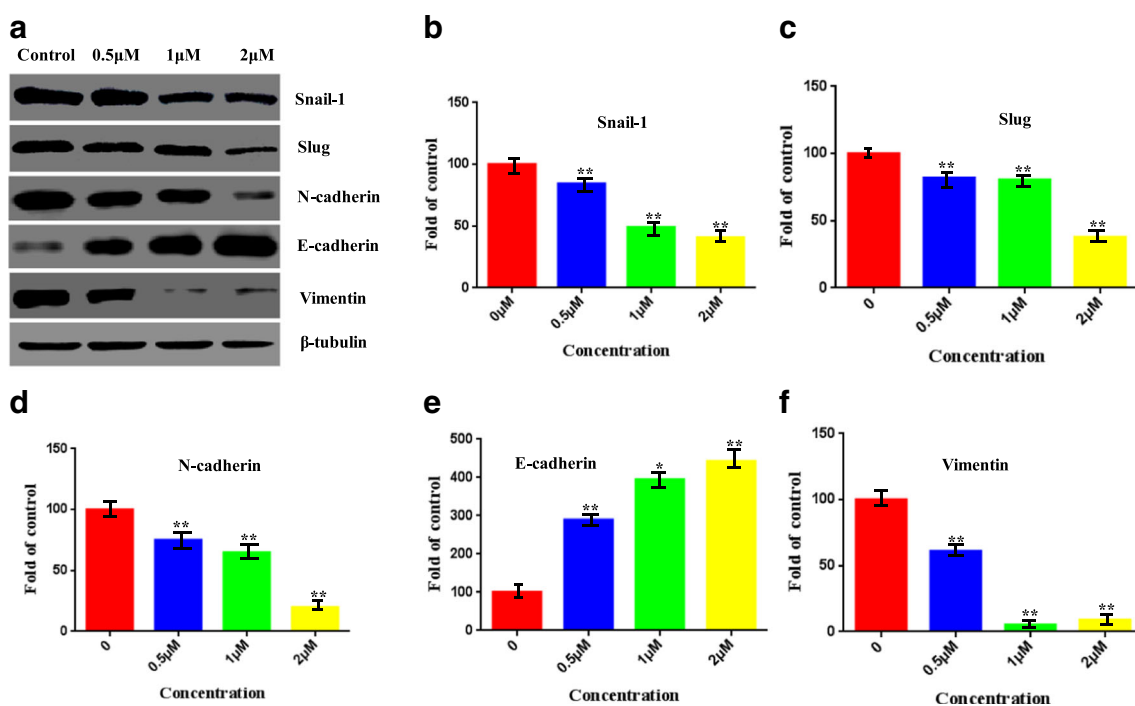 a
Control 0.5μM 1μM 2μM
Snail-1
Slug
N-cadherin
E-cadherin
Vimentin
β-tubulin
b
Snail-1
Fold of control
150
100
50
0
**
**
**
0μM 0.5μM 1μM 2μM
Concentration
c
Slug
Fold of control
150
100
50
0
**
**
**
0 0.5μM 1μM 2μM
Concentration
d
N-cadherin
Fold of control
150
100
50
0
**
**
**
0 0.5μM 1μM 2μM
Concentration
e
E-cadherin
Fold of control
500
400
300
200
100
0
**
*
**
0 0.5μM 1μM 2μM
Concentration
f
Vimentin
Fold of control
150
100
50
0
**
**
**
0 0.5μM 1μM 2μM
Concentration